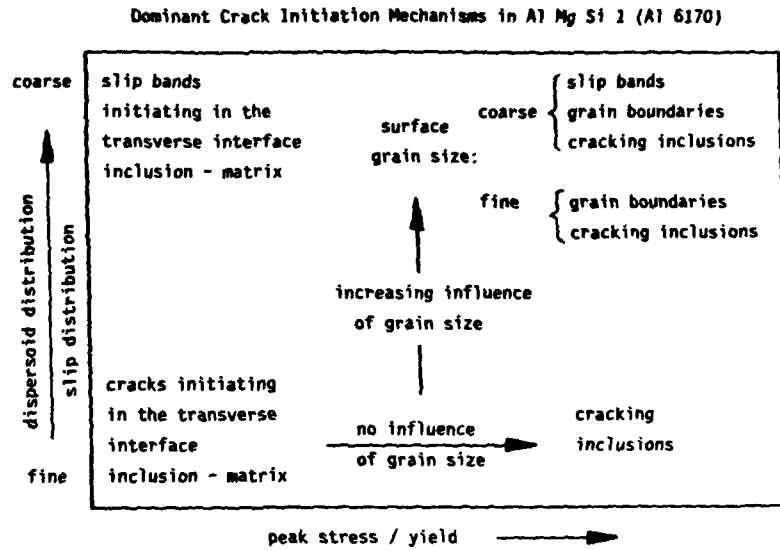 Dominant Crack Initiation Mechanisms in Al Mg Si 1 (Al 6170)
coarse
slip bands
initiating in the
transverse interface
inclusion - matrix
surface
grain size:
coarse
slip bands
grain boundaries
cracking inclusions
fine
grain boundaries
cracking inclusions
increasing influence
of grain size
dispersoid distribution
slip distribution
cracks initiating
in the transverse
interface
inclusion - matrix
no influence
of grain size
cracking
inclusions
fine
peak stress / yield